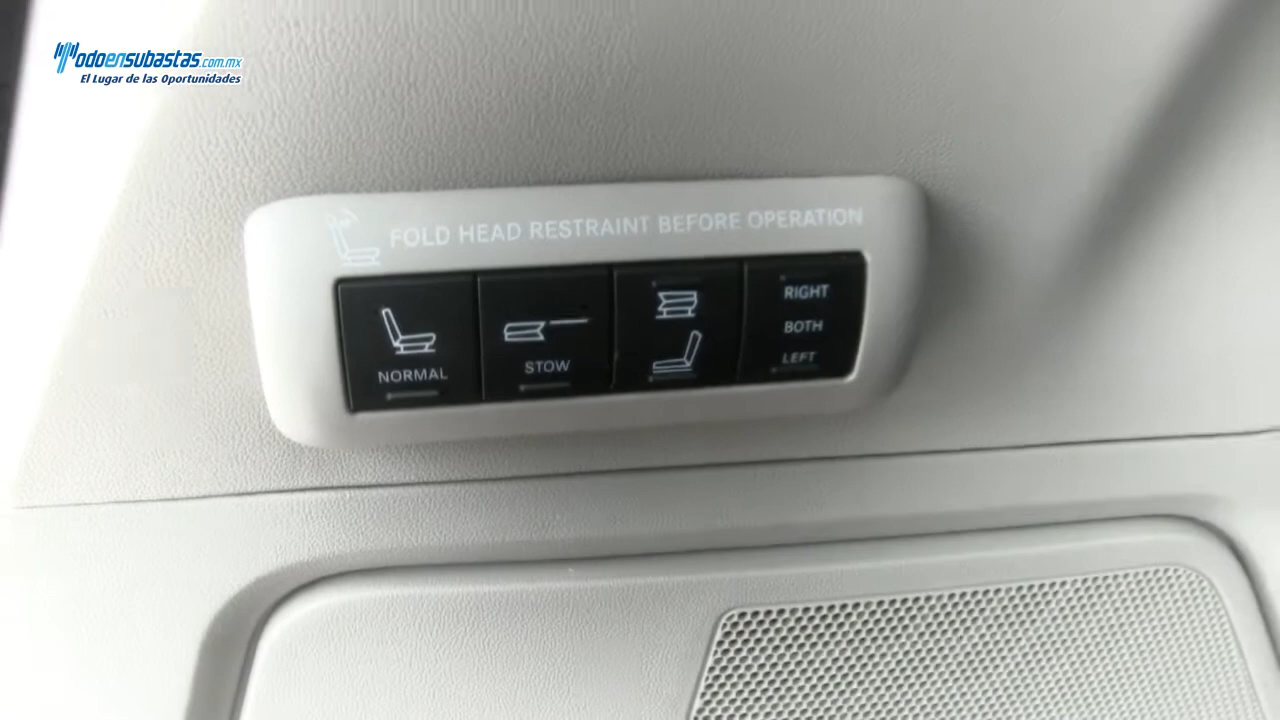 Todoensubastas.com.mx
El Lugar de las Oportunidades
FOLD HEAD RESTRAINT BEFORE OPERATION
NORMAL
STOW
RIGHT
BOTH
LEFT